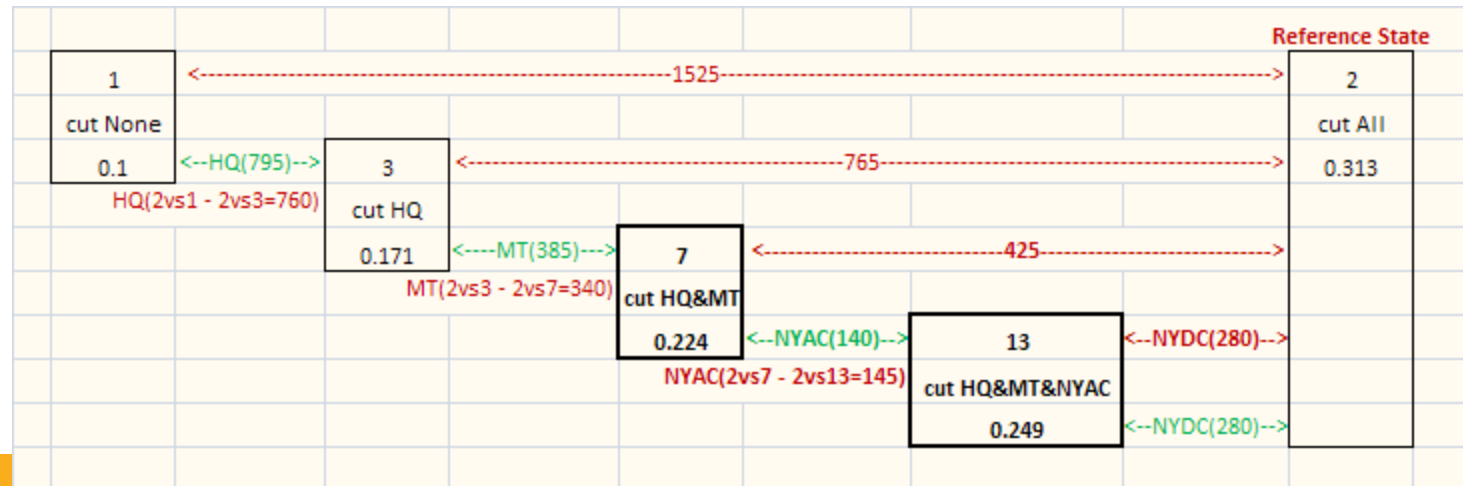 Reference State
1 <-----------------------------1525-----------------------------> 2
cut None cut All
0.1 <--HQ(795)--> 3 <-----------------------------765-----------------------------> 0.313
HQ(2vs1 - 2vs3=760) cut HQ
0.171 <----MT(385)---> 7 <-----------------------------425----------------------------->
MT(2vs3 - 2vs7=340) cut HQ&MT
0.224 <--NYAC(140)--> 13 <--NYDC(280)-->
NYAC(2vs7 - 2vs13=145) cut HQ&MT&NYAC
0.249 <--NYDC(280)-->